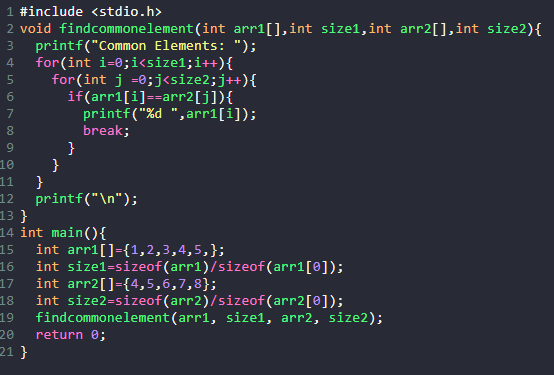 1 #include <stdio.h>
2 void findcommonelement(int arr1[],int size1,int arr2[],int size2){
3   printf("Common Elements: ");
4   for(int i=0;i<size1;i++){
5     for(int j =0;j<size2;j++){
6       if(arr1[i]==arr2[j]){
7         printf("%d ",arr1[i]);
8         break;
9       }
10     }
11   }
12   printf("\n");
13 }
14 int main(){
15   int arr1[]={1,2,3,4,5,};
16   int size1=sizeof(arr1)/sizeof(arr1[0]);
17   int arr2[]={4,5,6,7,8};
18   int size2=sizeof(arr2)/sizeof(arr2[0]);
19   findcommonelement(arr1, size1, arr2, size2);
20   return 0;
21 }